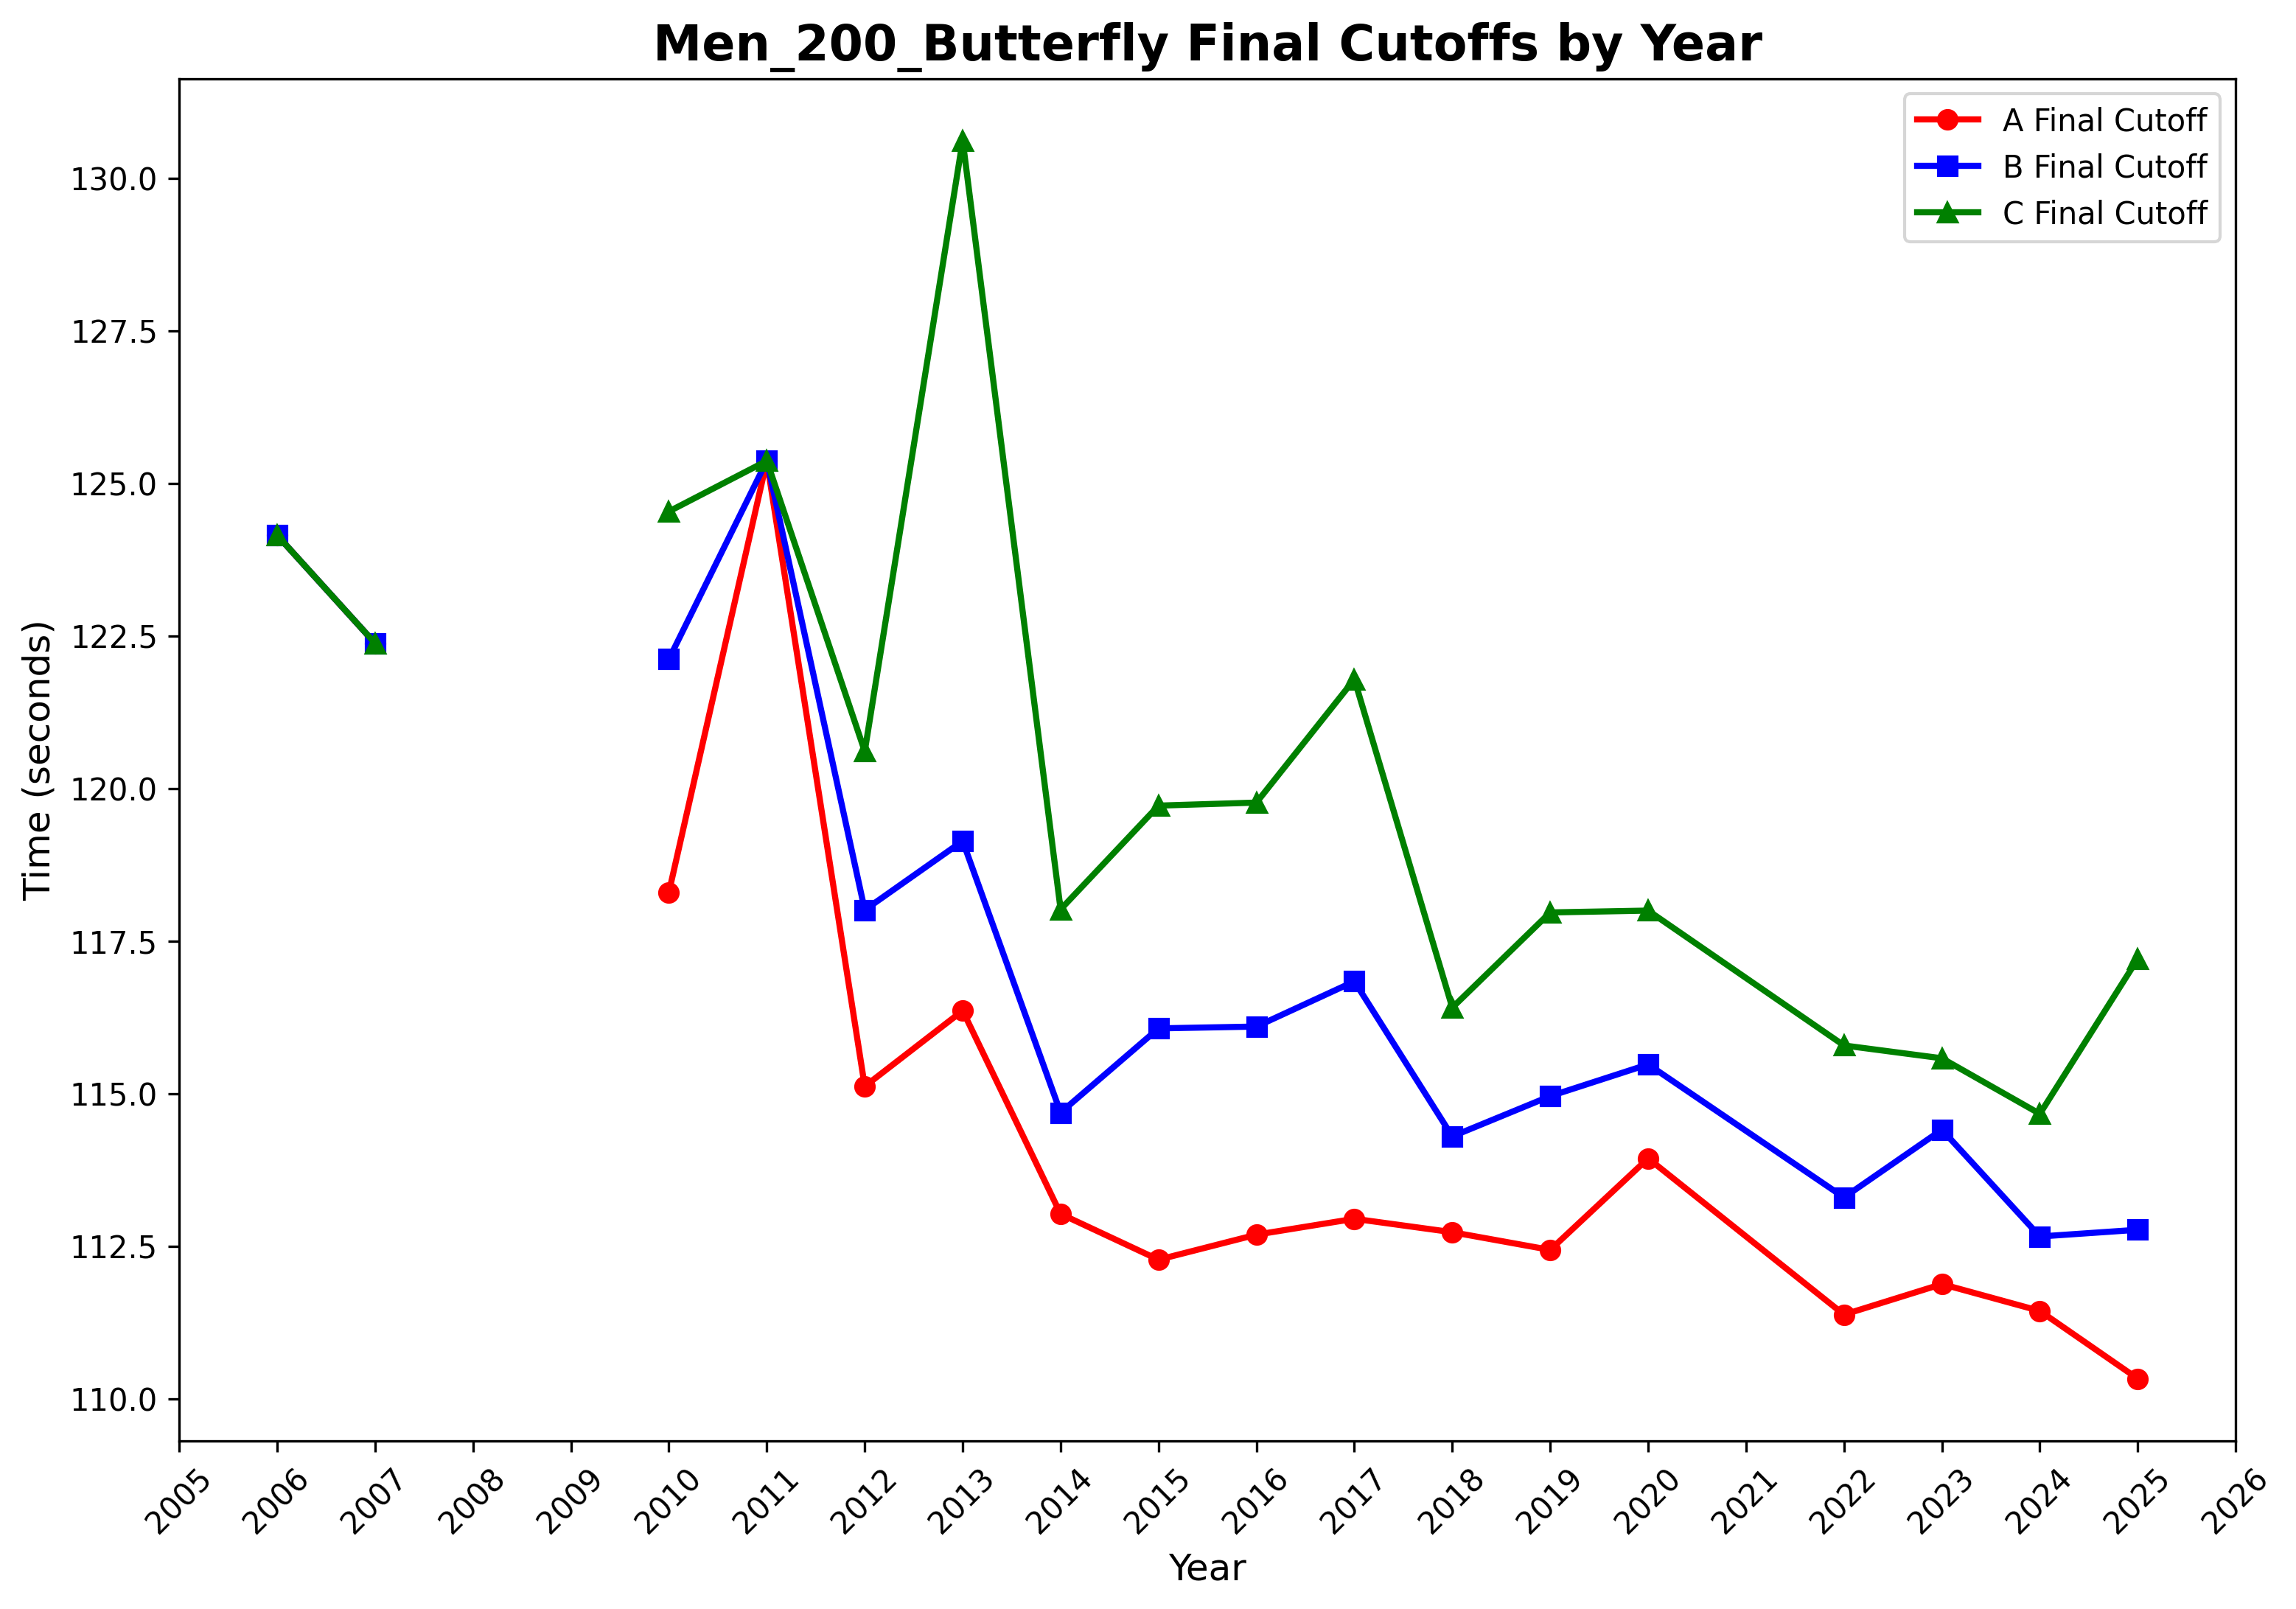 Men_200_Butterfly Final Cutoffs by Year
A Final Cutoff
B Final Cutoff
C Final Cutoff
130.0
127.5
125.0
122.5
120.0
117.5
115.0
112.5
110.0
Time (seconds)
2005 2006 2007 2008 2009 2010 2011 2012 2013 2014 2015 2016 2017 2018 2019 2020 2021 2022 2023 2024 2025 2026
Year